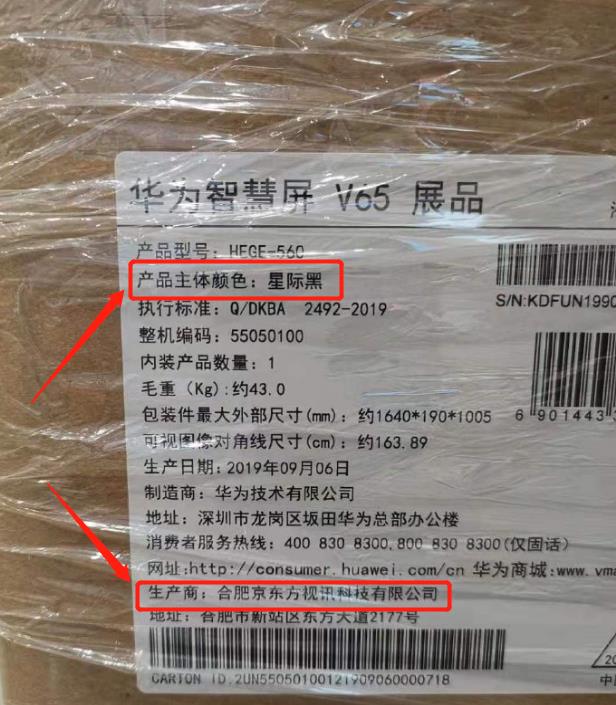 华为智慧屏 V65 展品
产品型号: HEGE-560
产品主体颜色: 星际黑
执行标准: Q/DKBA 2492-2019
整机编码: 55050100
内装产品数量: 1
毛重 (Kg):约43.0
包装件最大外部尺寸(mm): 约1640*190*1005
可视图像对角线尺寸(cm): 约163.89
生产日期:2019年09月06日
制造商: 华为技术有限公司
地址: 深圳市龙岗区坂田华为总部办公楼
消费者服务热线: 400 830 8300,800 830 8300(仅固话)
网址:http://consumer.huawei.com/cn 华为商城:www.vma
生产商: 合肥京东方视讯科技有限公司
地址: 合肥市新站区东方大道2177号
CARTON ID.2UN55050100121909060000718
S/N:KDFUN1990
6 901443
20
中